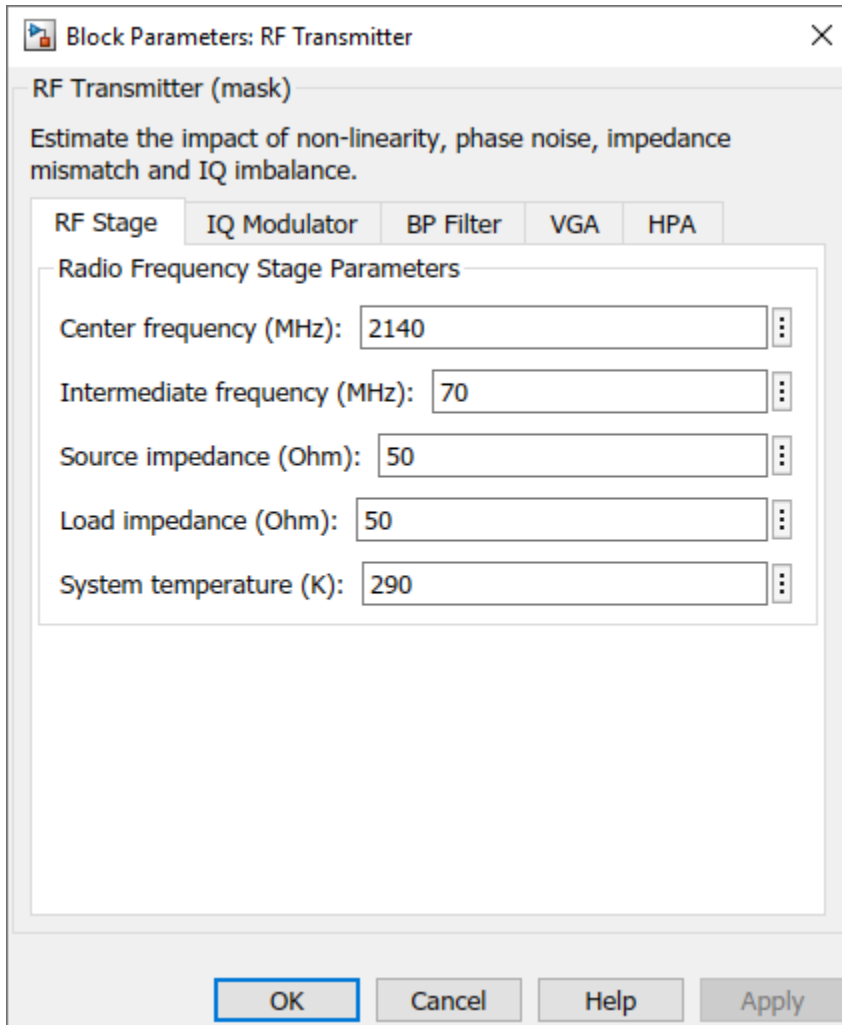 Block Parameters: RF Transmitter
RF Transmitter (mask)
Estimate the impact of non-linearity, phase noise, impedance
mismatch and IQ imbalance.
RF Stage IQ Modulator BP Filter VGA HPA
Radio Frequency Stage Parameters
Center frequency (MHz): 2140
Intermediate frequency (MHz): 70
Source impedance (Ohm): 50
Load impedance (Ohm): 50
System temperature (K): 290
OK Cancel Help Apply